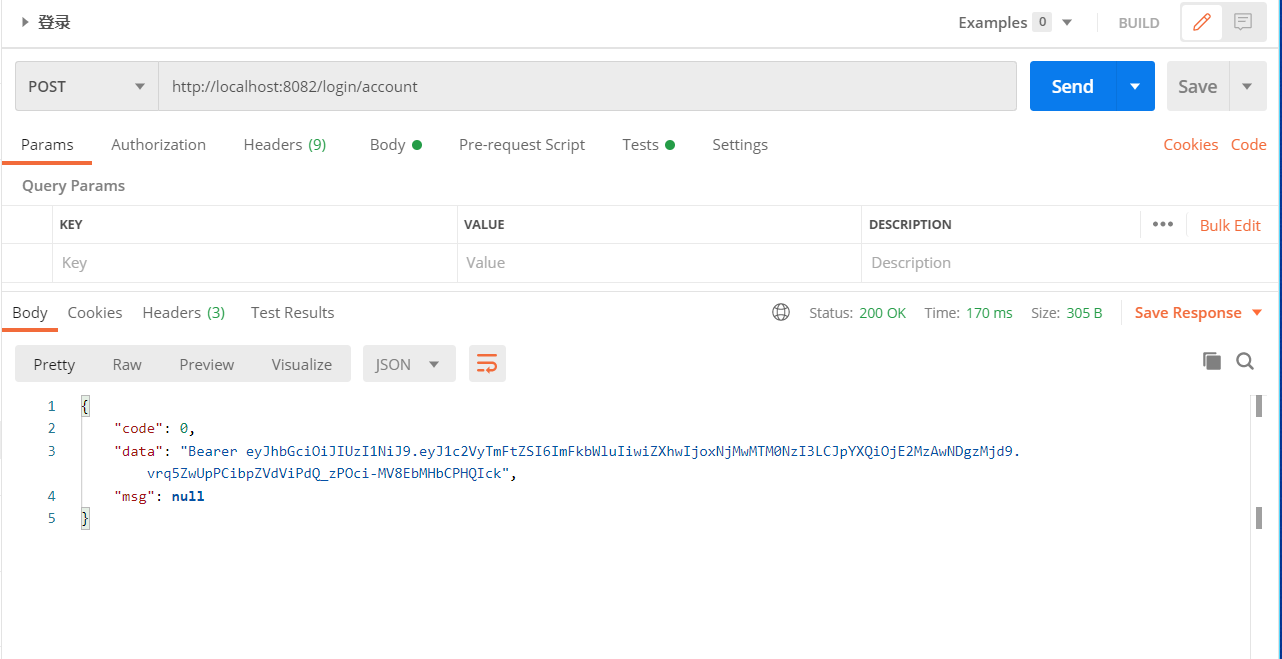 登录
Examples 0 BUILD
POST http://localhost:8082/login/account Send Save
Params Authorization Headers (9) Body Pre-request Script Tests Settings Cookies Code
Query Params
KEY VALUE DESCRIPTION ••• Bulk Edit
Key Value Description
Body Cookies Headers (3) Test Results Status: 200 OK Time: 170 ms Size: 305 B Save Response
Pretty Raw Preview Visualize JSON
1 {
2 "code": 0,
3 "data": "Bearer eyJhbGciOiJIUzI1NiJ9.eyJ1c2VyTmFtZSI6ImFkbWluIiwiZXhwIjoxNjMwMTM0NzI3LCJpYXQiOjE2MzAwNDgzMjd9.
vrq5ZwUpPCibpZVdViPdQ_zPOci-MV8EbMHbCPHQIck",
4 "msg": null
5 }